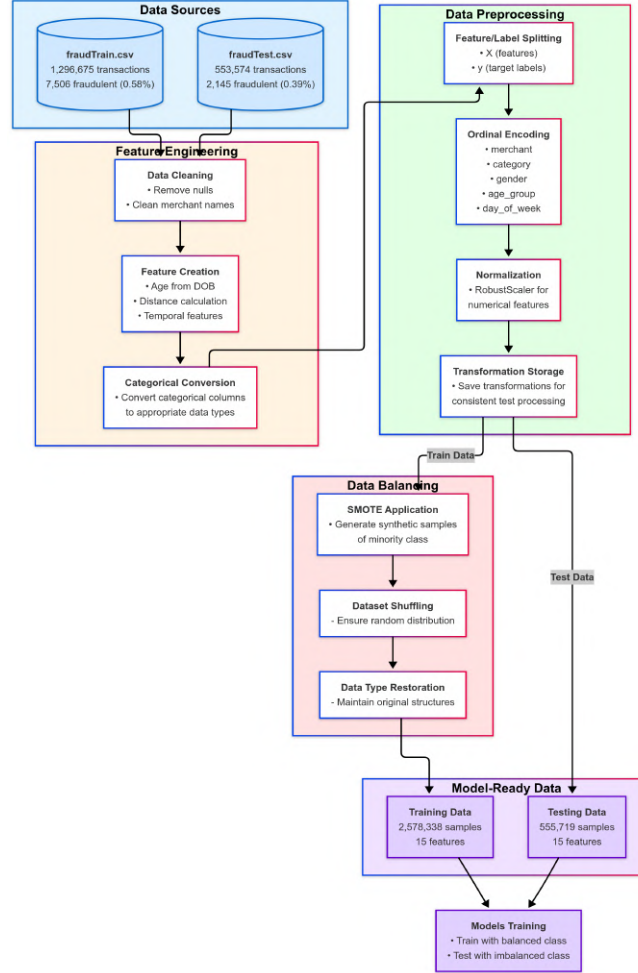 Data Sources
fraudTrain.csv
1,296,675 transactions
7,506 fraudulent (0.58%)
fraudTest.csv
553,574 transactions
2,145 fraudulent (0.39%)
Feature Engineering
Data Cleaning
• Remove nulls
• Clean merchant names
Feature Creation
• Age from DOB
• Distance calculation
• Temporal features
Categorical Conversion
• Convert categorical columns
to appropriate data types
Data Preprocessing
Feature/Label Splitting
• X (features)
• y (target labels)
Ordinal Encoding
• merchant
• category
• gender
• age_group
• day_of_week
Normalization
• RobustScaler for
numerical features
Transformation Storage
• Save transformations for
consistent test processing
Train Data
Test Data
Data Balancing
SMOTE Application
• Generate synthetic samples
of minority class
Dataset Shuffling
- Ensure random distribution
Data Type Restoration
- Maintain original structures
Model-Ready Data
Training Data
2,578,338 samples
15 features
Testing Data
555,719 samples
15 features
Models Training
• Train with balanced class
• Test with imbalanced class